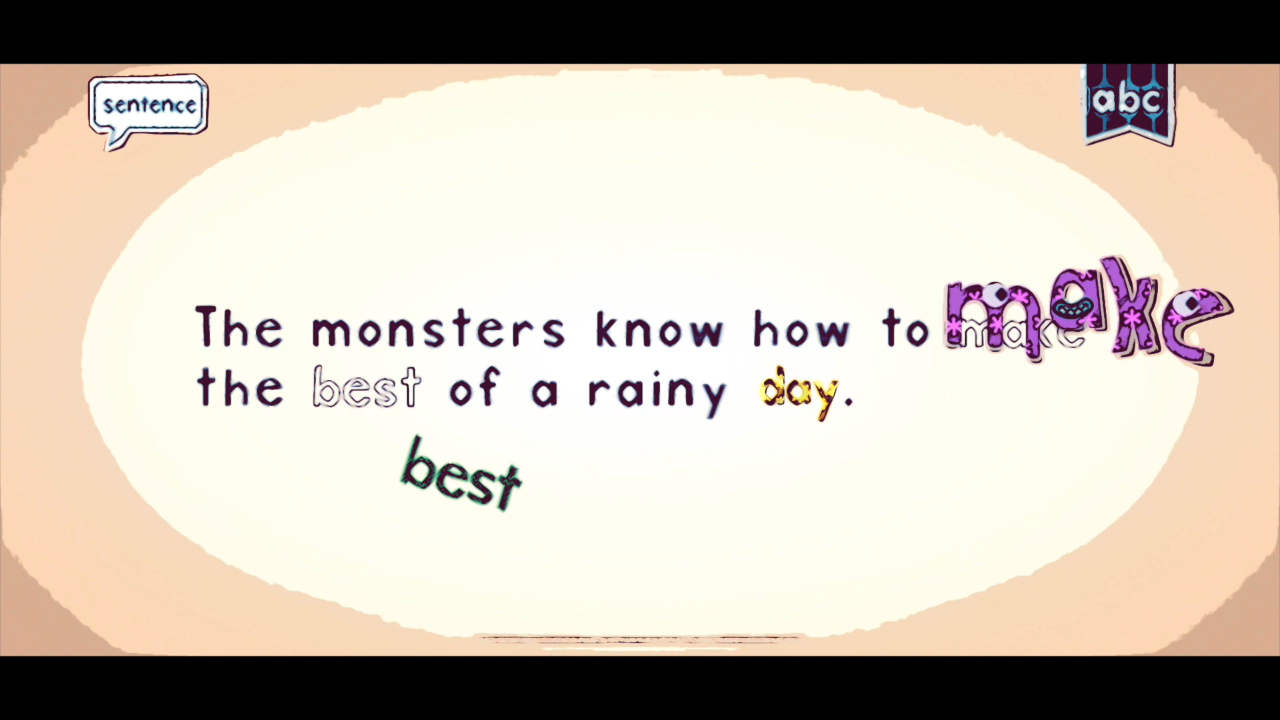 sentence
abc
The monsters know how to make
make
the best of a rainy day.
best